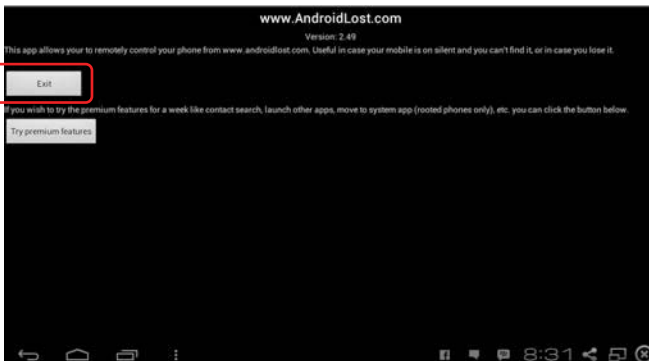 www.AndroidLost.com
Version: 2.49
This app allows your to remotely control your phone from www.androidlost.com. Useful in case your mobile is on silent and you can't find it, or in case you lose it.
Exit
If you wish to try the premium features for a week like contact search, launch other apps, move to system app (rooted phones only), etc. you can click the button below.
Try premium features
8:31